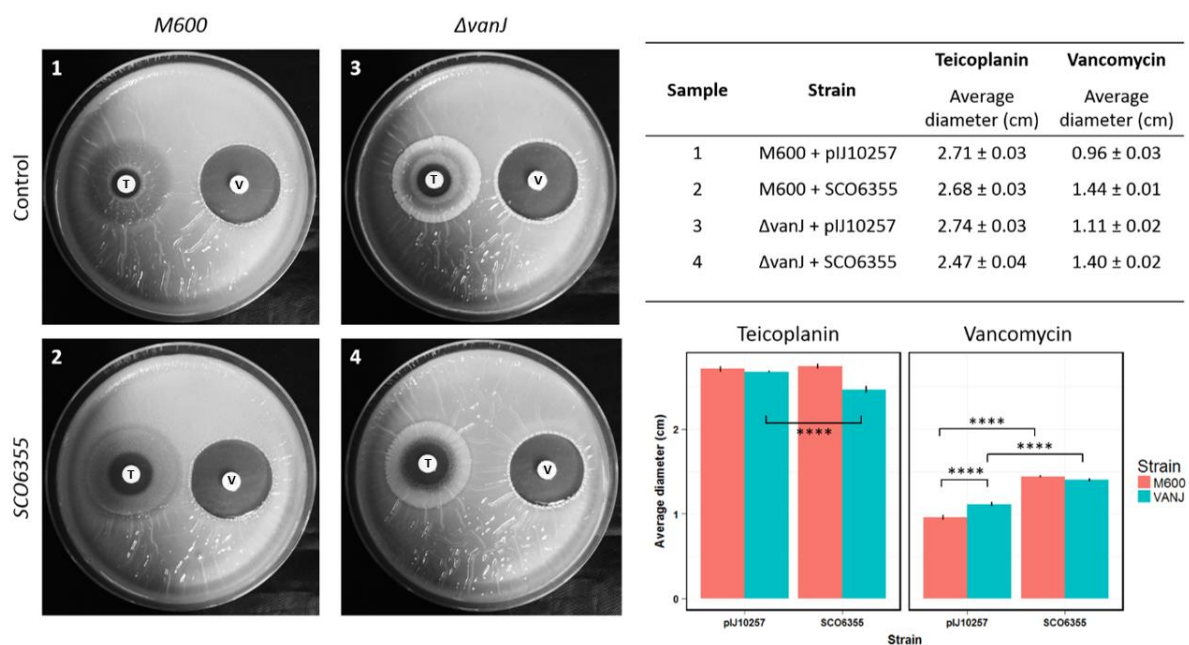 M600
ΔvanJ
Control
SCO6355
1
T
V
3
T
V
2
T
V
4
T
V
Teicoplanin Vancomycin
Sample Strain Average diameter (cm) Average diameter (cm)
1 M600 + pIJ10257 2.71 ± 0.03 0.96 ± 0.03
2 M600 + SCO6355 2.68 ± 0.03 1.44 ± 0.01
3 ΔvanJ + pIJ10257 2.74 ± 0.03 1.11 ± 0.02
4 ΔvanJ + SCO6355 2.47 ± 0.04 1.40 ± 0.02
Teicoplanin
Vancomycin
Average diameter (cm)
2
1
0
****
****
****
****
pIJ10257 SCO6355
pIJ10257 SCO6355
Strain
Strain
M600
VANJ